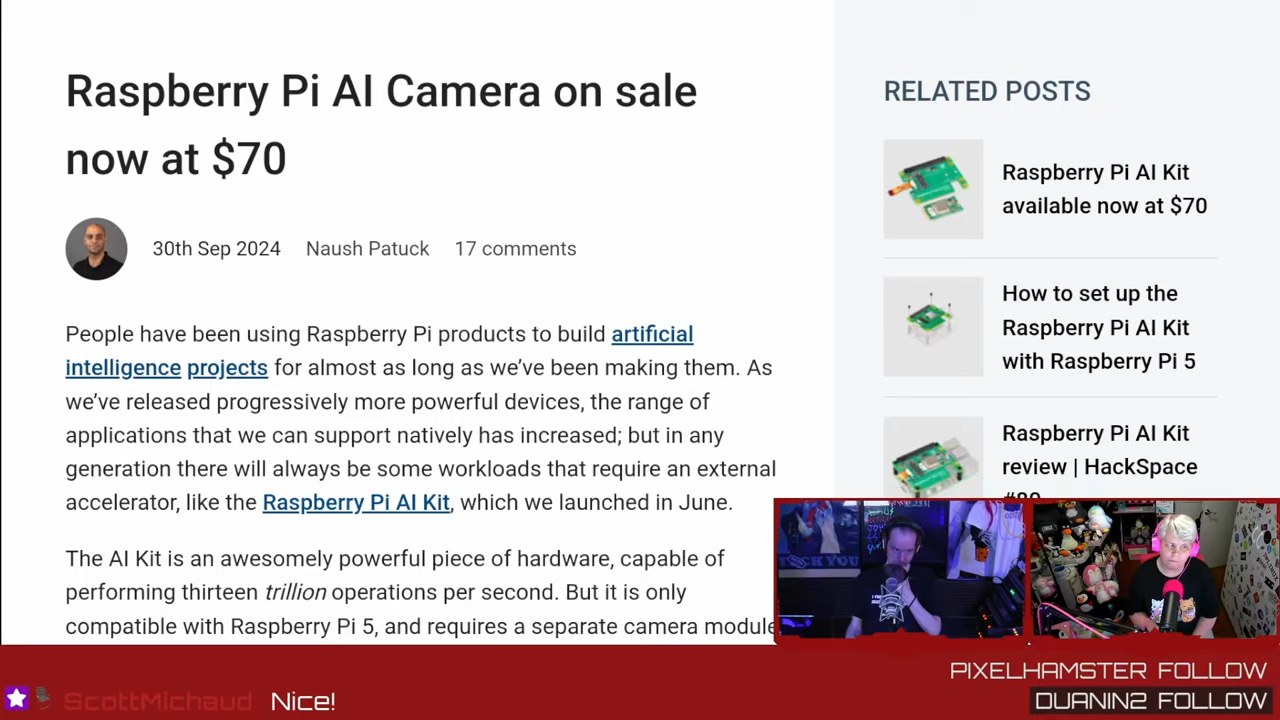 Raspberry Pi AI Camera on sale
now at $70
30th Sep 2024 Naush Patuck 17 comments
People have been using Raspberry Pi products to build artificial
intelligence projects for almost as long as we’ve been making them. As
we’ve released progressively more powerful devices, the range of
applications that we can support natively has increased; but in any
generation there will always be some workloads that require an external
accelerator, like the Raspberry Pi AI Kit, which we launched in June.
The AI Kit is an awesomely powerful piece of hardware, capable of
performing thirteen trillion operations per second. But it is only
compatible with Raspberry Pi 5, and requires a separate camera module
RELATED POSTS
Raspberry Pi AI Kit
available now at $70
How to set up the
Raspberry Pi AI Kit
with Raspberry Pi 5
Raspberry Pi AI Kit
review | HackSpace
ScottMichaud Nice!
PIXELHAMSTER FOLLOW
DUANIN2 FOLLOW